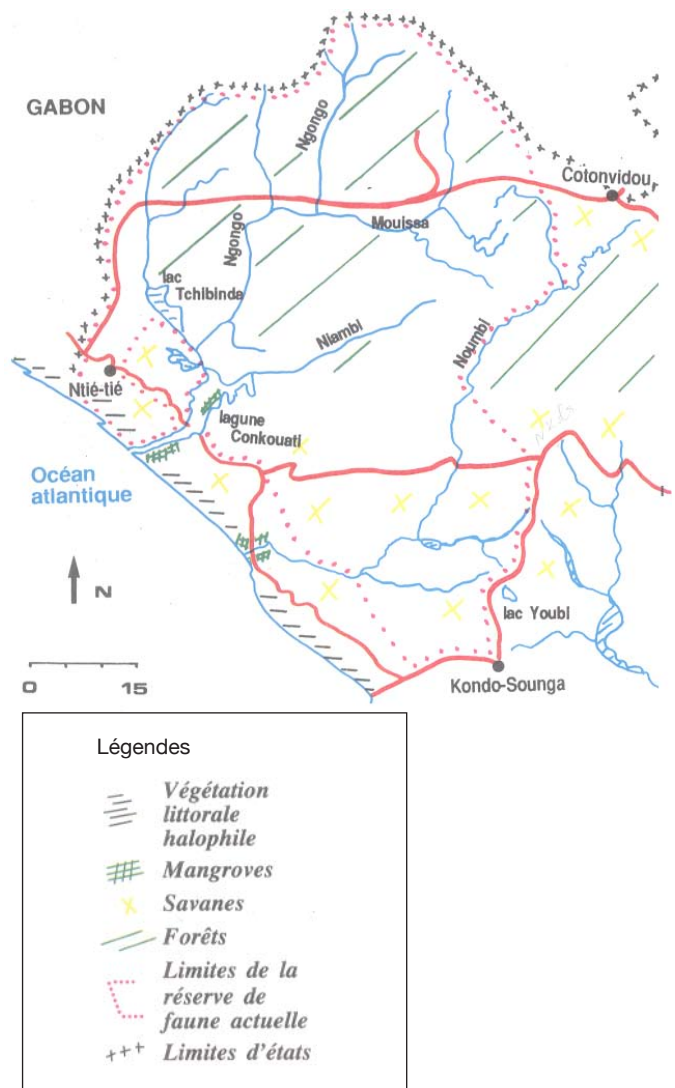 GABON
Ngongo
Cotonvidou
Mouissa
Ngongo
lac
Tchibinda
Niambi
Noumbi
Ntié-tié
lagune
Conkouati
Océan
atlantique
N
lac Youbi
0 15
Kondo-Sounga
Légendes
Végétation
littorale
halophile
Mangroves
Savanes
Forêts
Limites de la
réserve de
faune actuelle
Limites d'états